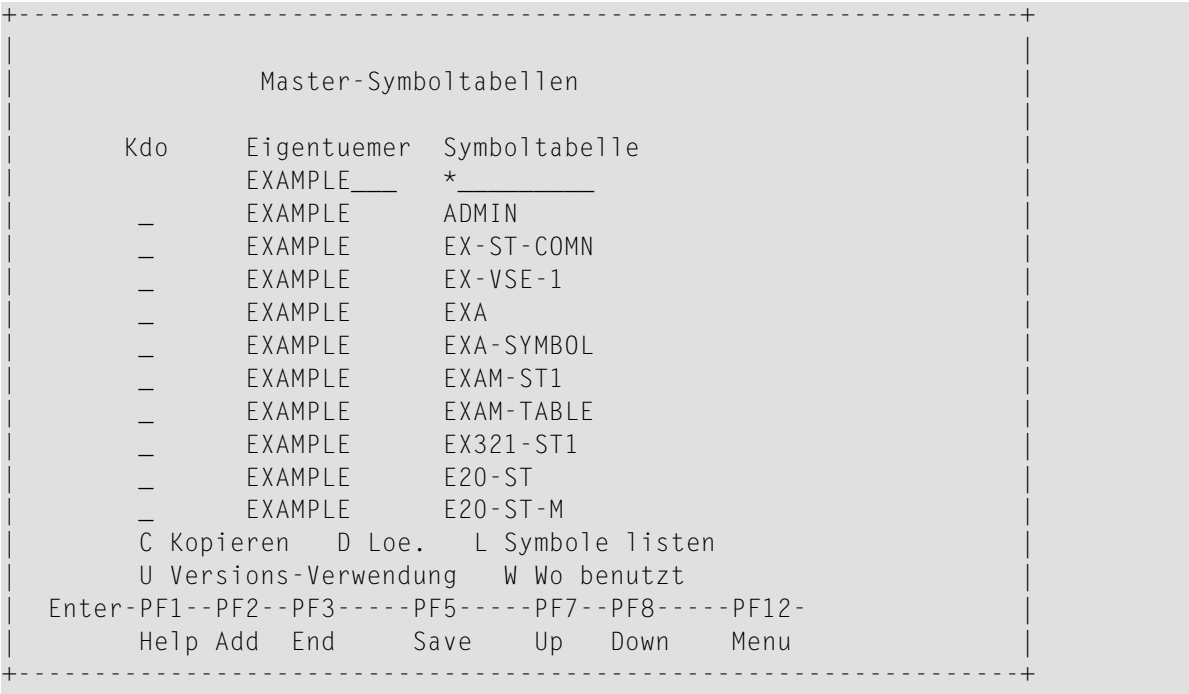 +-----------------------------------------------------------------+
|                                                                 |
|                Master-Symboltabellen                            |
|                                                                 |
|       Kdo     Eigentuemer  Symboltabelle                        |
|               EXAMPLE___   *_________                           |
|        _      EXAMPLE      ADMIN                                |
|        _      EXAMPLE      EX-ST-COMN                           |
|        _      EXAMPLE      EX-VSE-1                             |
|        _      EXAMPLE      EXA                                  |
|        _      EXAMPLE      EXA-SYMBOL                           |
|        _      EXAMPLE      EXAM-ST1                             |
|        _      EXAMPLE      EXAM-TABLE                           |
|        _      EXAMPLE      EX321-ST1                            |
|        _      EXAMPLE      E20-ST                               |
|        _      EXAMPLE      E20-ST-M                             |
|        C Kopieren   D Loe.   L Symbole listen                   |
|        U Versions-Verwendung   W Wo benutzt                     |
|  Enter-PF1--PF2--PF3-----PF5-----PF7--PF8-----PF12-             |
|        Help Add  End     Save    Up   Down    Menu              |
+-----------------------------------------------------------------+